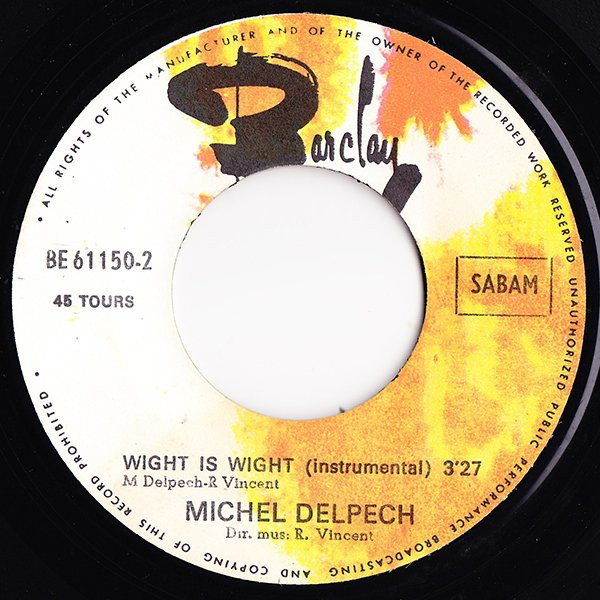 • ALL RIGHTS OF THE MANUFACTURER AND OF THE OWNER OF THE RECORDED WORK RESERVED UNAUTHORIZED PUBLIC PERFORMANCE BROADCASTING AND COPYING OF THIS RECORD PROHIBITED •
Barclay
BE 61150-2
45 TOURS
SABAM
WIGHT IS WIGHT (instrumental) 3'27
M Delpech-R Vincent
MICHEL DELPECH
Dir. mus: R. Vincent